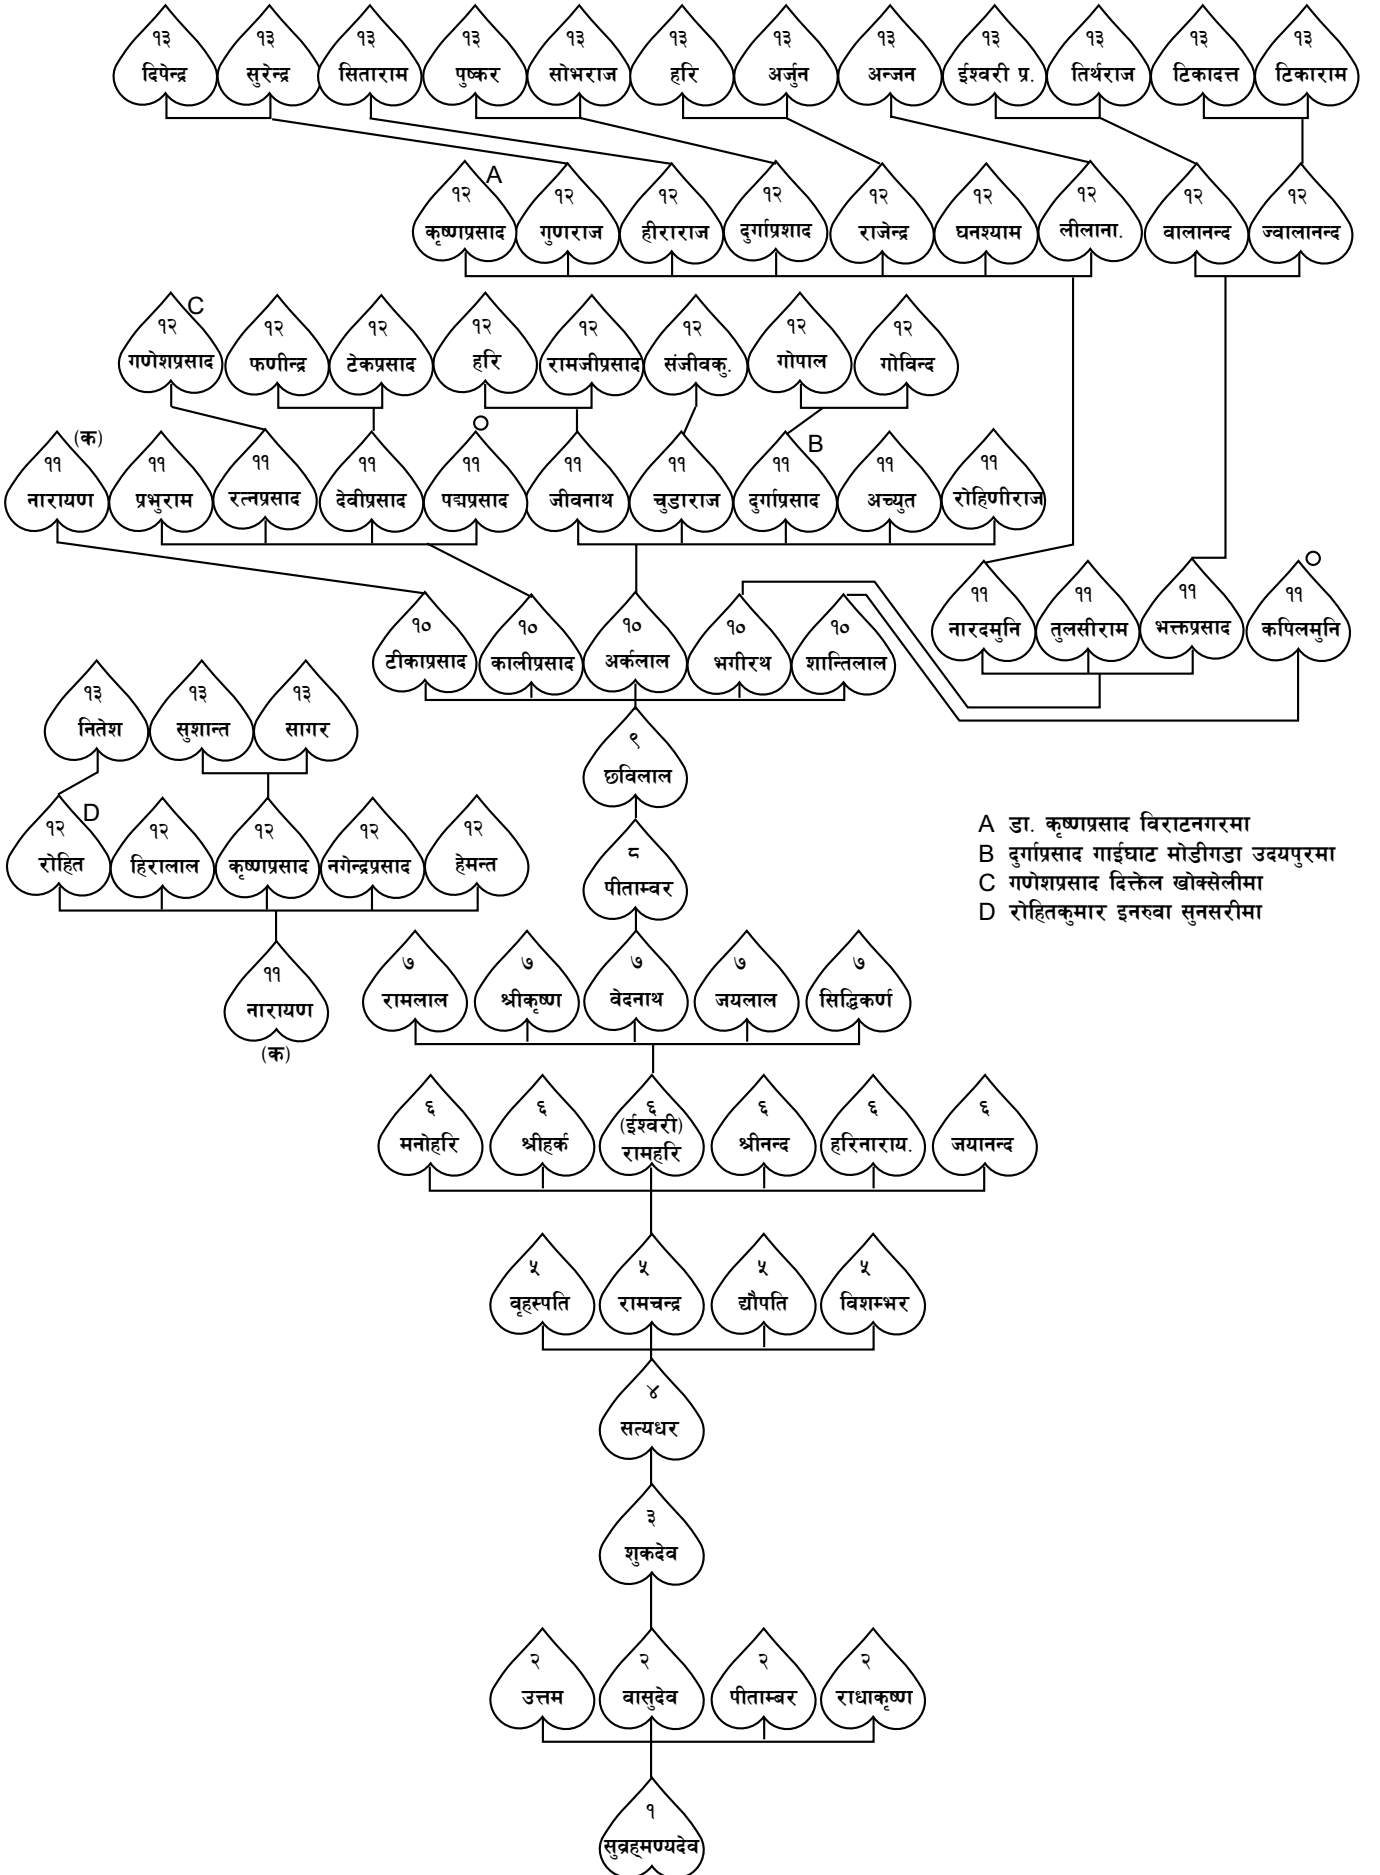 १३ १३ १३ १३ १३ १३ १३ १३ १३ १३ १३ १३
दिपेन्द्र सुरेन्द्र सिताराम पुष्कर सोभराज हरि अर्जुन अन्जन ईश्वरी प्र. तिर्थराज टिकादत्त टिकाराम
A
१२ १२ १२ १२ १२ १२ १२ १२ १२
कृष्णप्रसाद गुणराज हीराराज दुर्गाप्रशाद राजेन्द्र घनश्याम लीलाना. वालानन्द ज्वालानन्द
C
१२ १२ १२ १२ १२ १२ १२ १२
गणेशप्रसाद फणीन्द्र टेकप्रसाद हरि रामजीप्रसाद संजीवकु. गोपाल गोविन्द
(क) B
११ ११ ११ ११ ११ ११ ११ ११ ११ ११
नारायण प्रभुराम रत्नप्रसाद देवीप्रसाद पद्मप्रसाद जीवनाथ चुडाराज दुर्गाप्रसाद अच्युत रोहिणीराज
११ ११ ११ ११
नारदमुनि तुलसीराम भक्तप्रसाद कपिलमुनि
१० १० १० १० १०
टीकाप्रसाद कालीप्रसाद अर्कलाल भगीरथ शान्तिलाल
१३ १३ १३
नितेश सुशान्त सागर
९
छविलाल
D
१२ १२ १२ १२ १२
रोहित हिरालाल कृष्णप्रसाद नगेन्द्रप्रसाद हेमन्त
A डा. कृष्णप्रसाद विराटनगरमा
B दुर्गाप्रसाद गाईघाट मोडीगडा उदयपुरमा
C गणेशप्रसाद दिक्तेल खोक्सेलीमा
D रोहितकुमार इनरुवा सुनसरीमा
८
पीताम्वर
११
नारायण
(क)
७ ७ ७ ७ ७
रामलाल श्रीकृष्ण वेदनाथ जयलाल सिद्धिकर्ण
६ ६ ६ ६ ६ ६
(ईश्वरी)
मनोहरि श्रीहर्क रामहरि श्रीनन्द हरिनाराय. जयानन्द
५ ५ ५ ५
वृहस्पति रामचन्द्र द्यौपति विशम्भर
४
सत्यधर
३
शुकदेव
२ २ २ २
उत्तम वासुदेव पीताम्बर राधाकृष्ण
१
सुव्रह्मण्यदेव